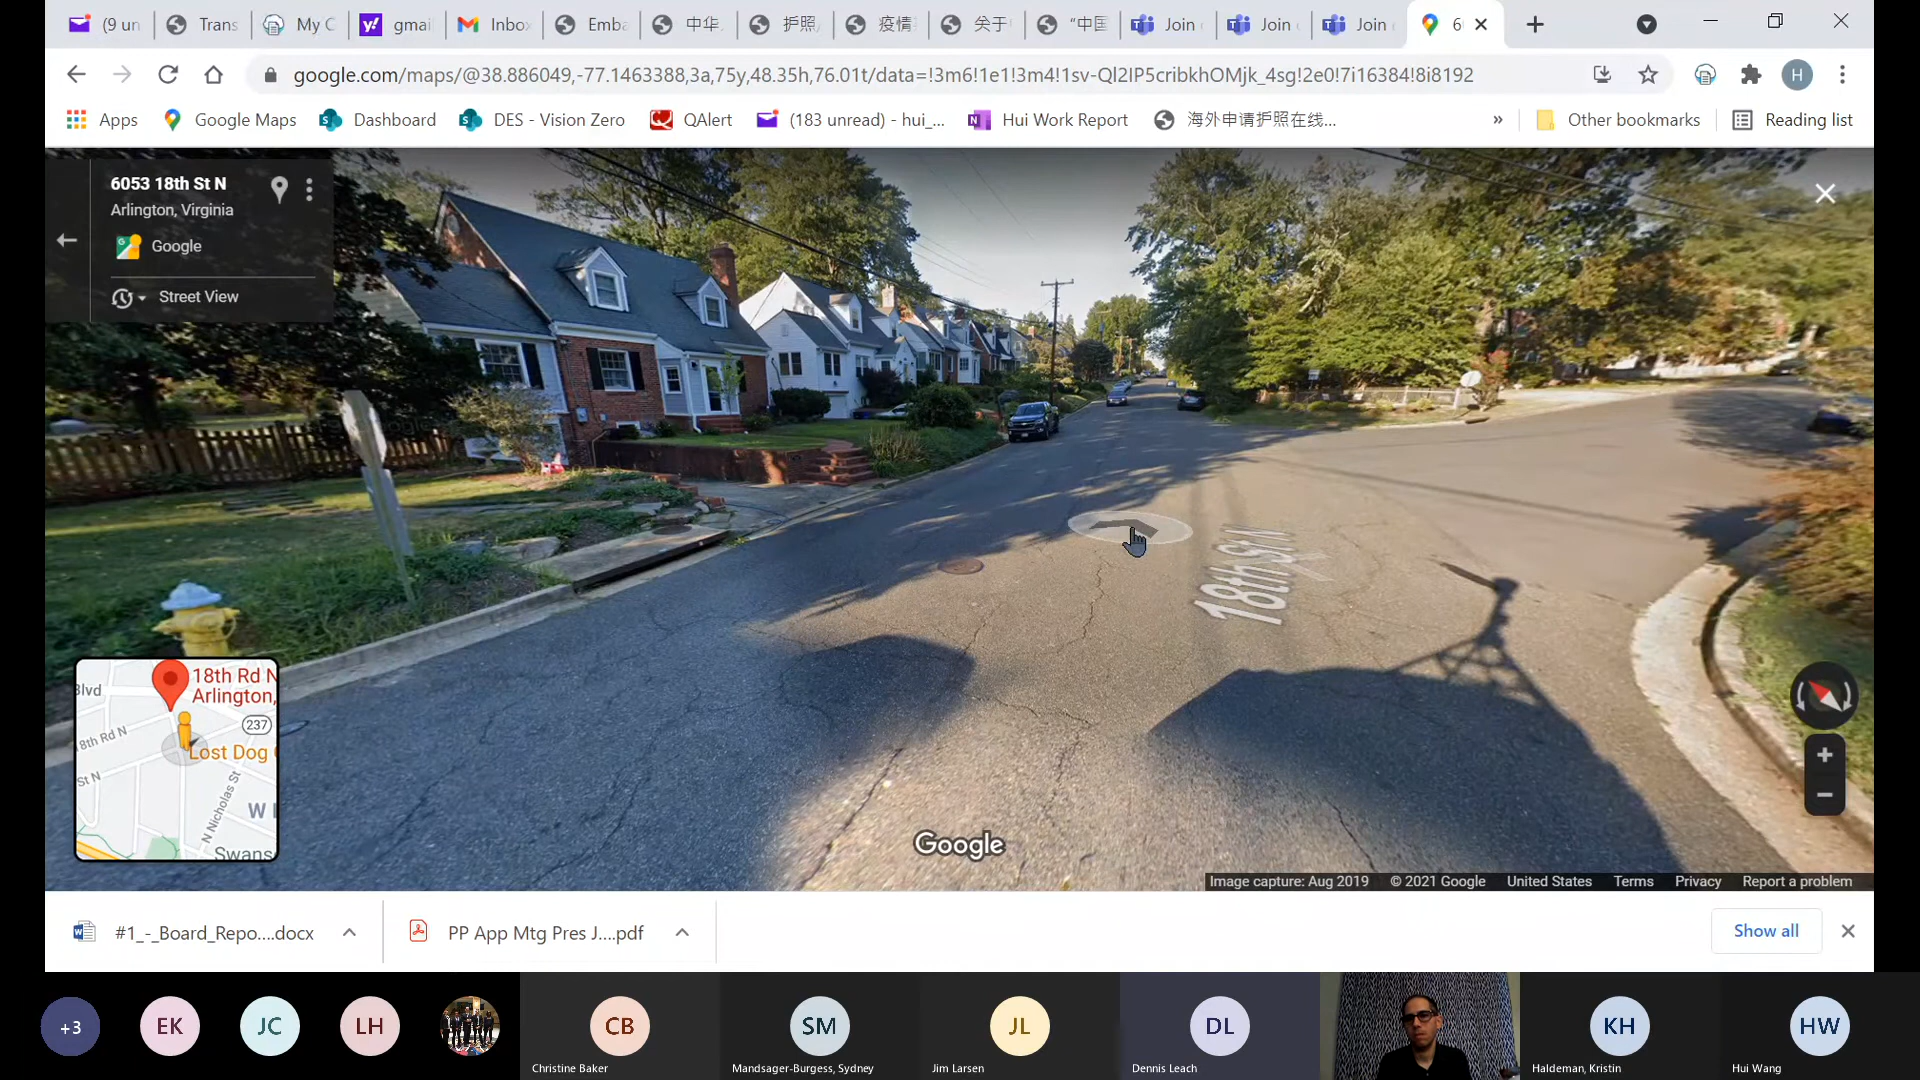 (9 un
Trans
My C
gmai
Inbo
Emba
中华
护照
疫情
关于
"中国
Join
Join
Join
6
google.com/maps/@38.886049,-77.1463388,3a,75y,48.35h,76.01t/data=!3m6!1e1!3m4!1sv-Ql2IP5cribkhOMjk_4sg!2e0!7i16384!8i8192
H
Apps
Google Maps
Dashboard
DES - Vision Zero
QAlert
(183 unread) - hui_...
Hui Work Report
海外申请护照在线...
»
Other bookmarks
Reading list
6053 18th St N
Arlington, Virginia
Google
Street View
18th St N
Blvd
18th Rd N
Arlington,
237
18th Rd N
Lost Dog
St N
N Nicholas St
W
Swans
Google
Image capture: Aug 2019
© 2021 Google
United States
Terms
Privacy
Report a problem
#1_-_Board_Repo....docx
PP App Mtg Pres J....pdf
Show all
+3
EK
JC
LH
CB
SM
JL
DL
KH
HW
Christine Baker
Mandsager-Burgess, Sydney
Jim Larsen
Dennis Leach
Haldeman, Kristin
Hui Wang